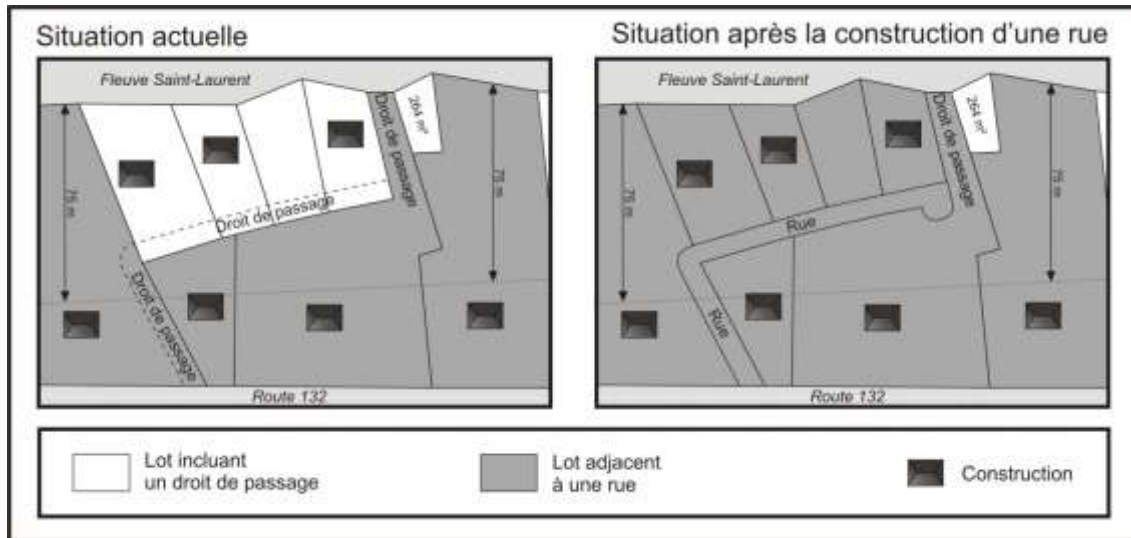 Situation actuelle
Situation après la construction d'une rue
Fleuve Saint-Laurent
Droit de passage
264 m²
75 m
75 m
Droit de passage
Droit de passage
Route 132
Fleuve Saint-Laurent
Droit de passage
264 m²
75 m
75 m
Rue
Rue
Route 132
Lot incluant
un droit de passage
Lot adjacent
à une rue
Construction